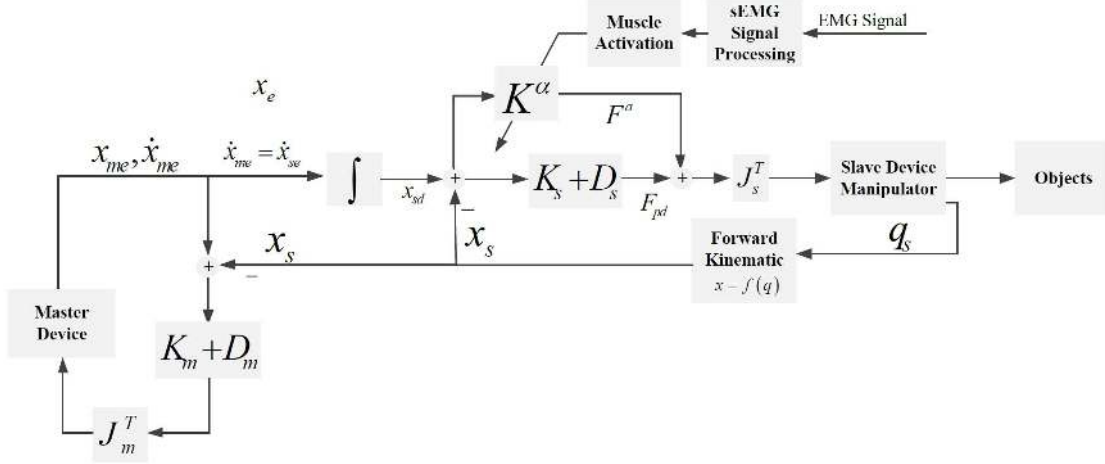 sEMG
Signal
Processing
EMG Signal
Muscle
Activation
x_e
K^α
F^a
x_me, ẋ_me
ẋ_me = ẋ_se
∫
x_sd
+
−
K_s + D_s
F_pd
+
J_s^T
Slave Device
Manipulator
Objects
x_s
x_s
q_s
Forward
Kinematic
x − f(q)
+
−
Master
Device
K_m + D_m
J_m^T